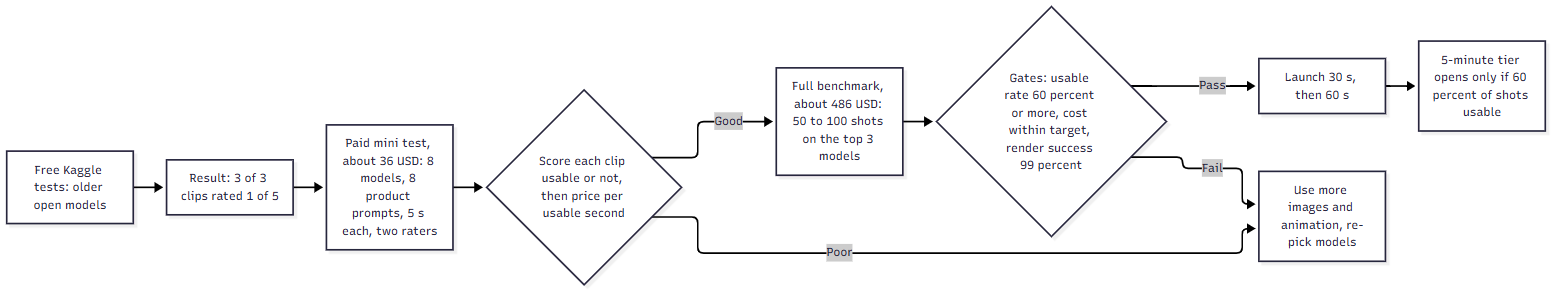 Free Kaggle
tests: older
open models
Result: 3 of 3
clips rated 1 of 5
Paid mini test,
about 36 USD: 8
models, 8
product
prompts, 5 s
each, two raters
Score each clip
usable or not,
then price per
usable second
Good
Poor
Full benchmark,
about 486 USD:
50 to 100 shots
on the top 3
models
Gates: usable
rate 60 percent
or more, cost
within target,
render success
99 percent
Pass
Fail
Launch 30 s,
then 60 s
5-minute tier
opens only if 60
percent of shots
usable
Use more
images and
animation, re-
pick models